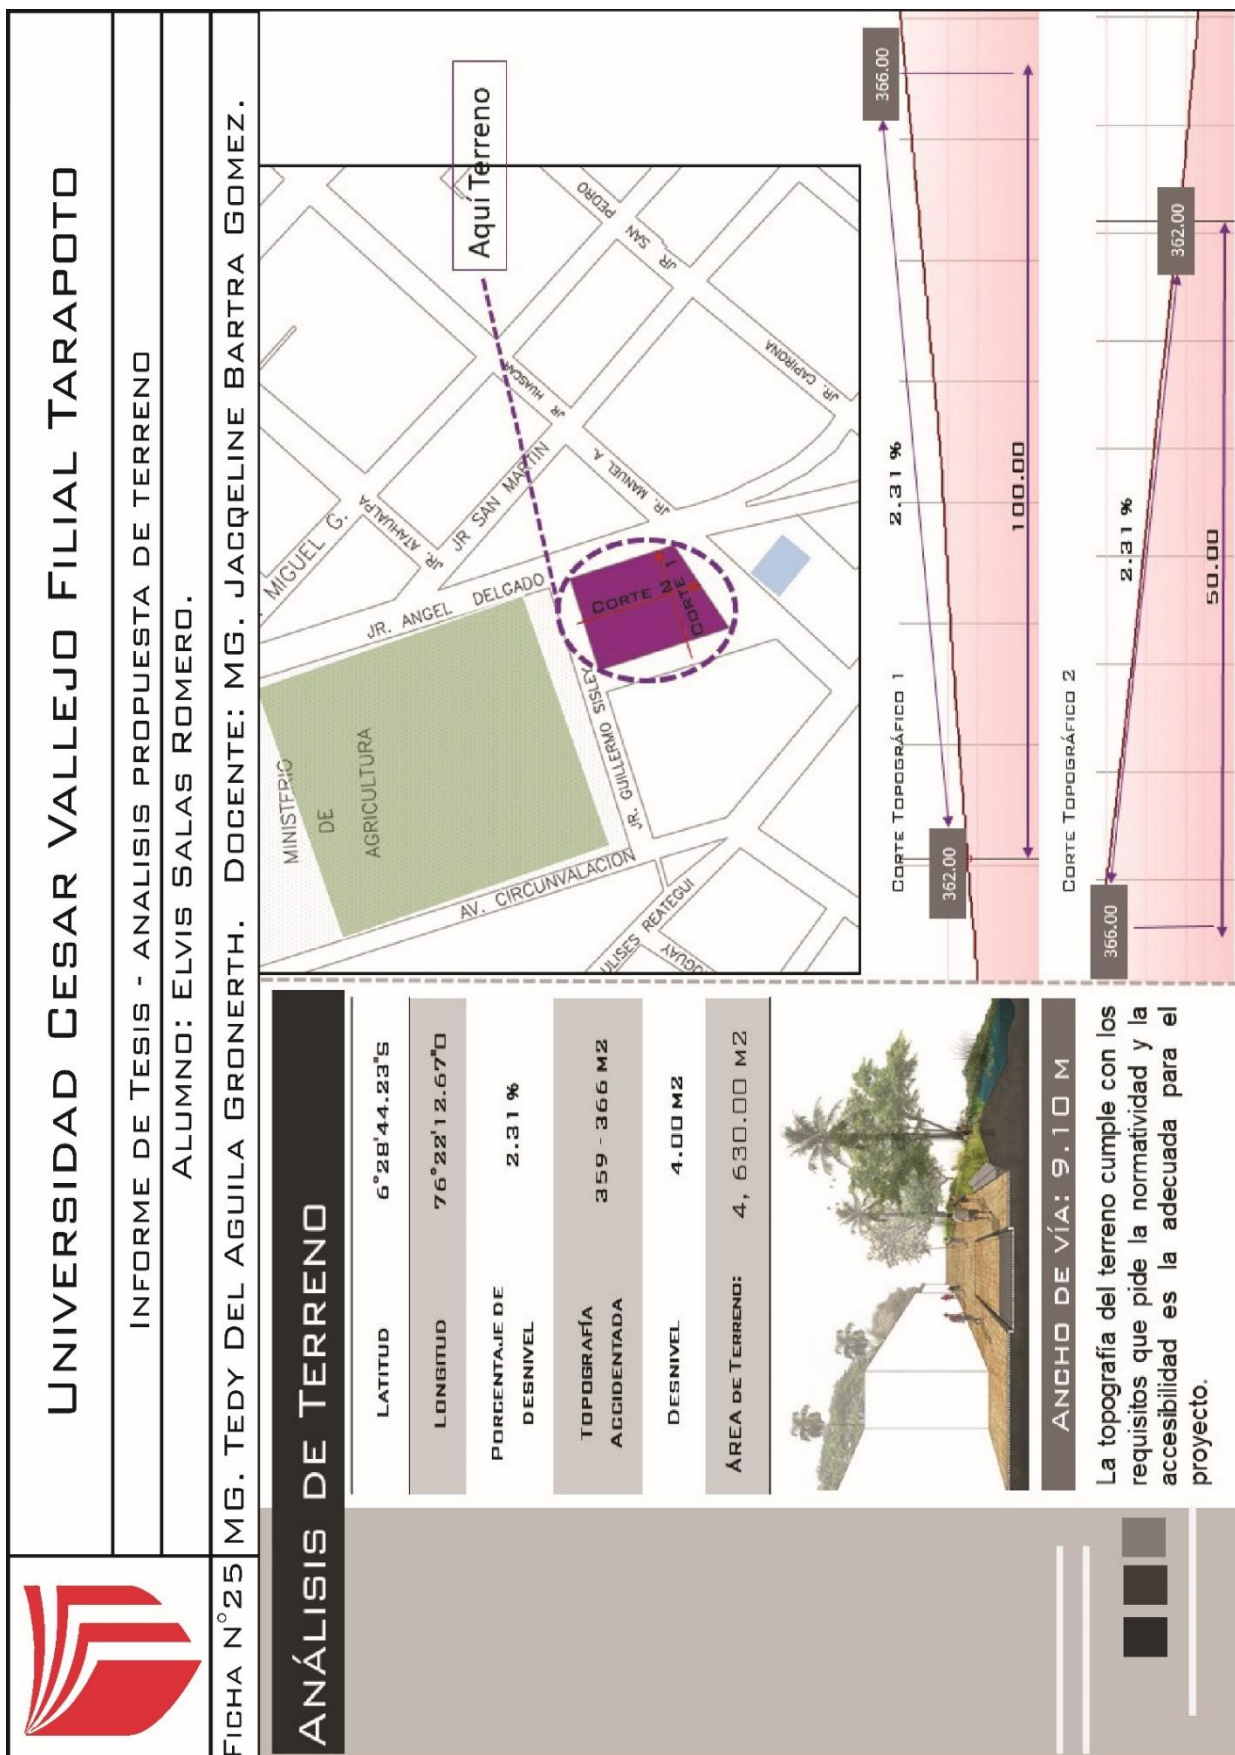 UNIVERSIDAD CESAR VALLEJO FILIAL TARAPOTO
INFORME DE TESIS - ANALISIS PROPUESTA DE TERRENO
ALUMNO: ELVIS SALAS ROMERO.
FICHA N°25
MG. TEDY DEL AGUILA GRONERTH. DOCENTE: MG. JACQELINE BARTRA GOMEZ.
ANÁLISIS DE TERRENO
LATITUD 6°28'44.23"S
LONGITUD 76°22'12.67"O
PORCENTAJE DE
DESNIVEL
2.31 %
TOPOGRAFÍA
ACCIDENTADA
359 - 366 M2
DESNIVEL 4.00 M2
ÁREA DE TERRENO: 4, 630.00 M2
ANCHO DE VÍA: 9.10 M
La topografía del terreno cumple con los
requisitos que pide la normatividad y la
accesibilidad es la adecuada para el
proyecto.
MINISTERIO
DE
AGRICULTURA
MIGUEL G.
JR. ATAHUALPA
JR SAN MARTIN
JR. ANGEL DELGADO
JR HUASCAR
JR. MANUEL A.
JR SAN PEDRO
JR. CAPIRONA
AV. CIRCUNVALACION
JR. GUILLERMO SISLEY
ULISES REATEGUI
UGUAY
CORTE N 1
CORTE
Aquí Terreno
CORTE TOPOGRÁFICO 1
362.00
2.31 %
366.00
100.00
CORTE TOPOGRÁFICO 2
366.00
2.31 %
362.00
50.00